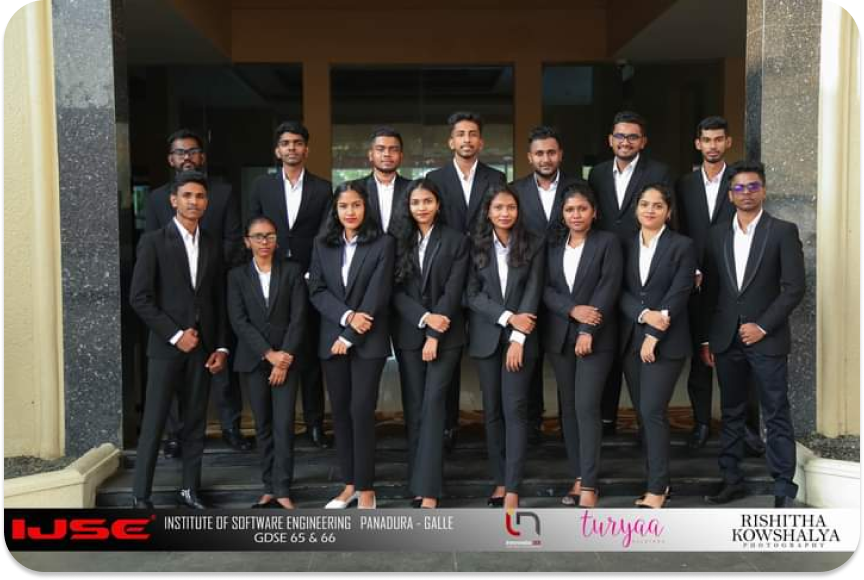 IJSE
INSTITUTE OF SOFTWARE ENGINEERING PANADURA - GALLE
GDSE 65 & 66
turyaa
RISHITHA
KOWSHALYA
PHOTOGRAPHY